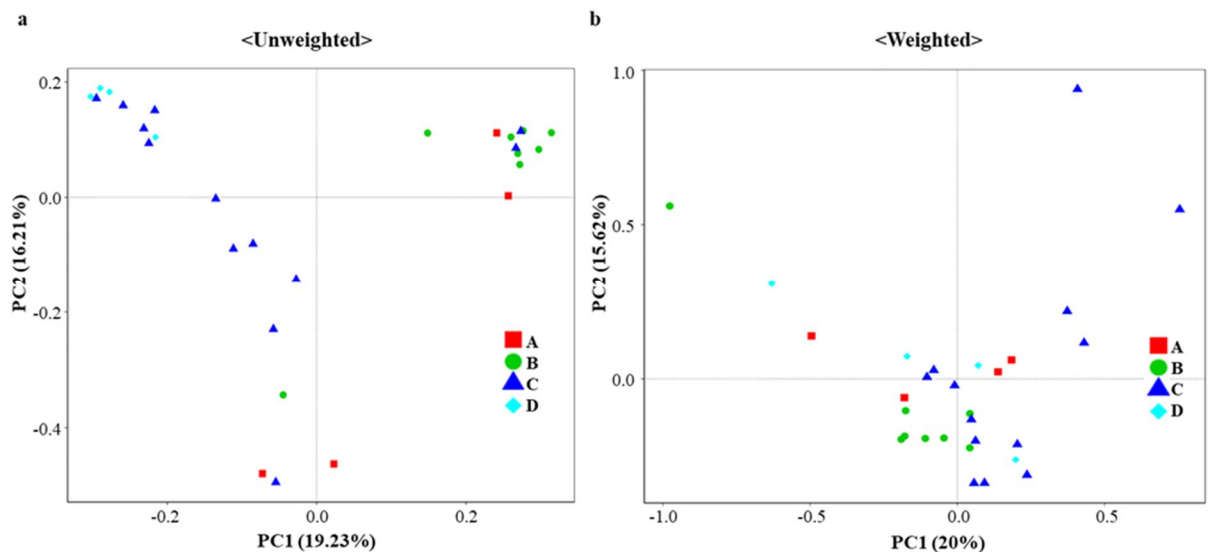 a
<Unweighted>
0.2
0.0
-0.2
-0.4
PC2 (16.21%)
-0.2
0.0
0.2
PC1 (19.23%)
A
B
C
D
b
<Weighted>
1.0
0.5
0.0
PC2 (15.62%)
-1.0
-0.5
0.0
0.5
PC1 (20%)
A
B
C
D